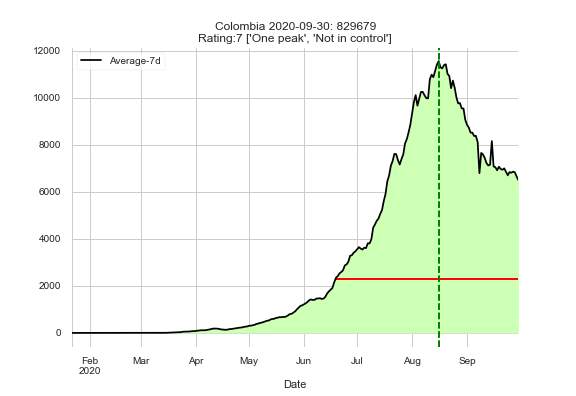 Colombia 2020-09-30: 829679
Rating:7 ['One peak', 'Not in control']
12000
Average-7d
10000
8000
6000
4000
2000
0
Feb Mar Apr May Jun Jul Aug Sep
2020
Date